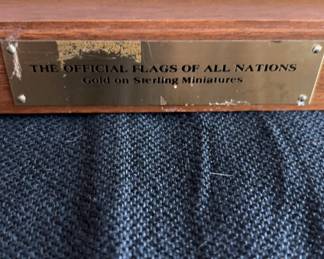 THE OFFICIAL FLAGS OF ALL NATIONS
Gold on Sterling Miniatures